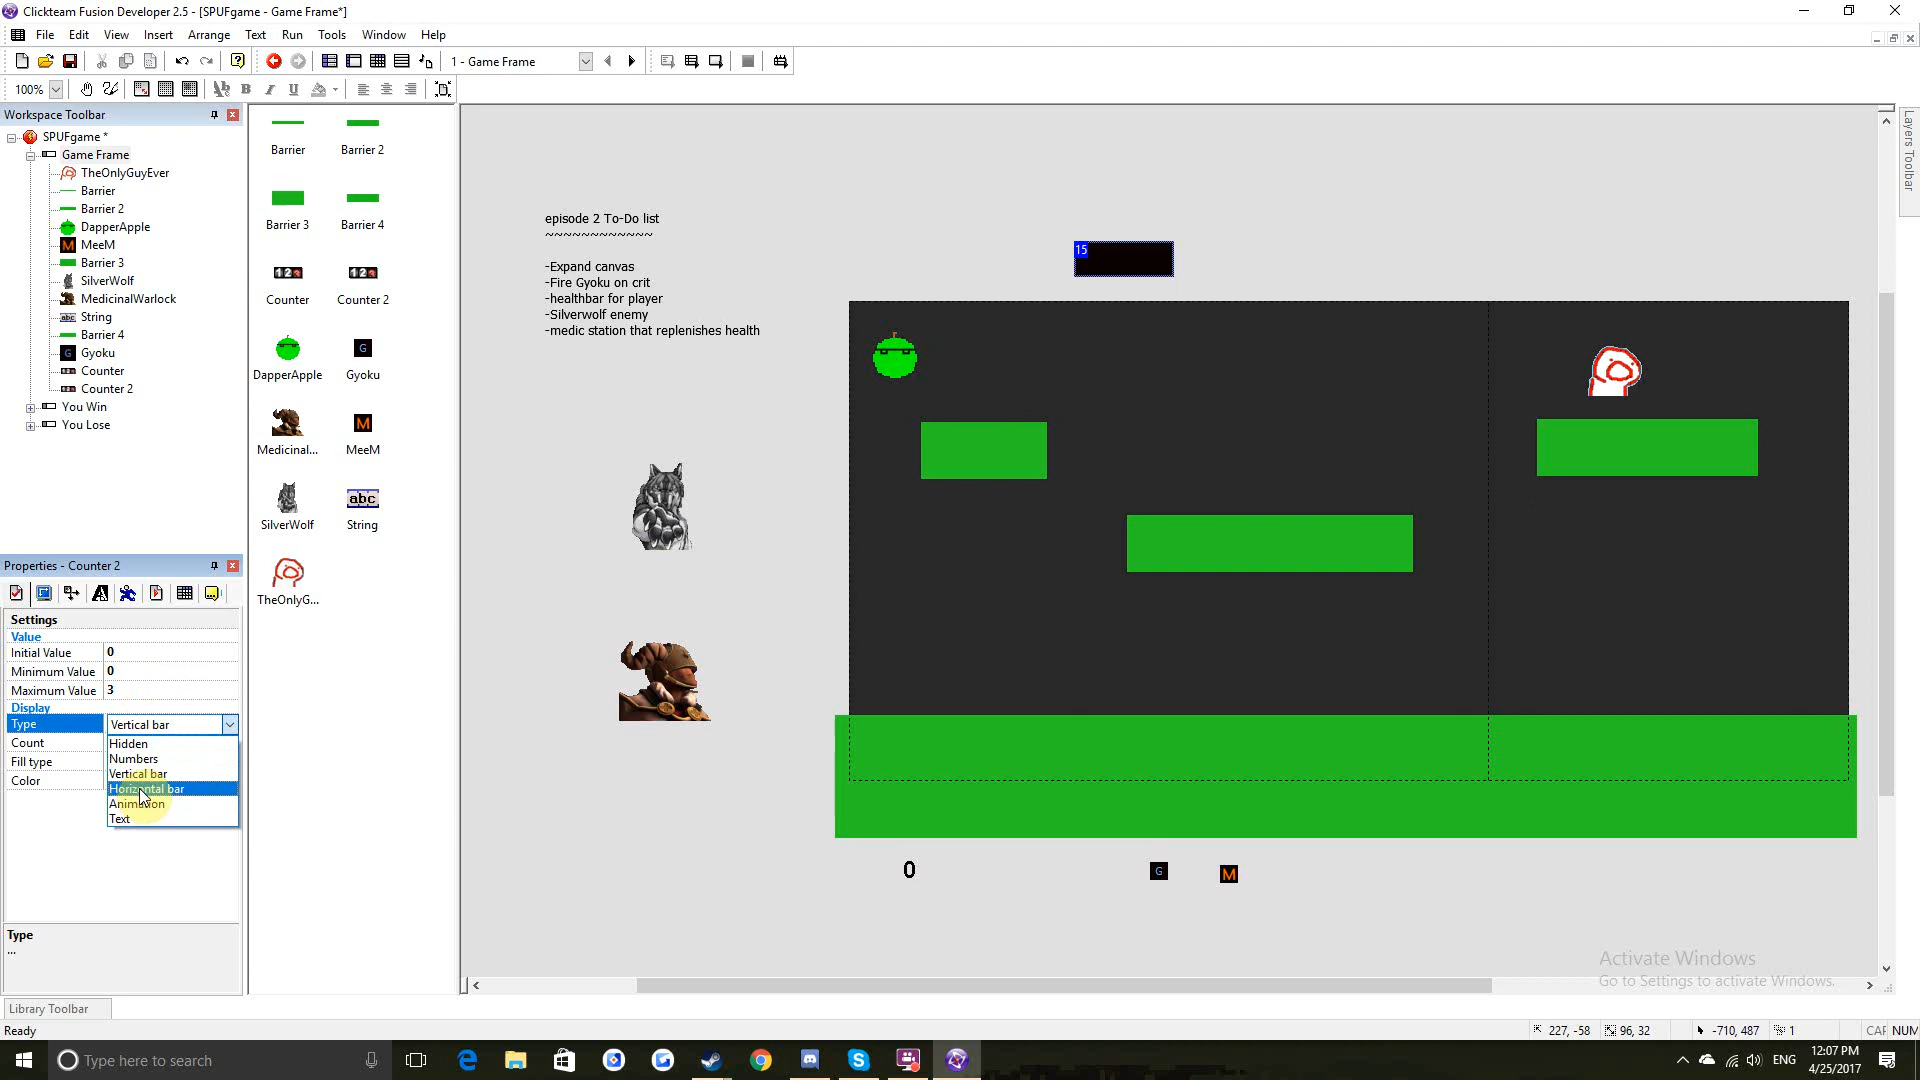 Clickteam Fusion Developer 2.5 - [SPUFgame - Game Frame*]
File Edit View Insert Arrange Text Run Tools Window Help
1 - Game Frame
100%
Workspace Toolbar
SPUFgame *
Game Frame
TheOnlyGuyEver
Barrier
Barrier 2
DapperApple
MeeM
Barrier 3
SilverWolf
MedicinalWarlock
String
Barrier 4
Gyoku
Counter
Counter 2
You Win
You Lose
Properties - Counter 2
Settings
Value
Initial Value 0
Minimum Value 0
Maximum Value 3
Display
Type Vertical bar
Count
Fill type
Color
Hidden
Numbers
Vertical bar
Horizontal bar
Animation
Text
Type
...
Library Toolbar
Ready
Barrier Barrier 2
Barrier 3 Barrier 4
Counter Counter 2
DapperApple Gyoku
Medicinal... MeeM
SilverWolf String
abc
TheOnlyG...
episode 2 To-Do list
~~~~~~~~~~~~
-Expand canvas
-Fire Gyoku on crit
-healthbar for player
-Silverwolf enemy
-medic station that replenishes health
15
0
G
M
Layers Toolbar
Activate Windows
Go to Settings to activate Windows.
227, -58 96, 32 -710, 487 1 CAP NUM
Type here to search
ENG
12:07 PM
4/25/2017